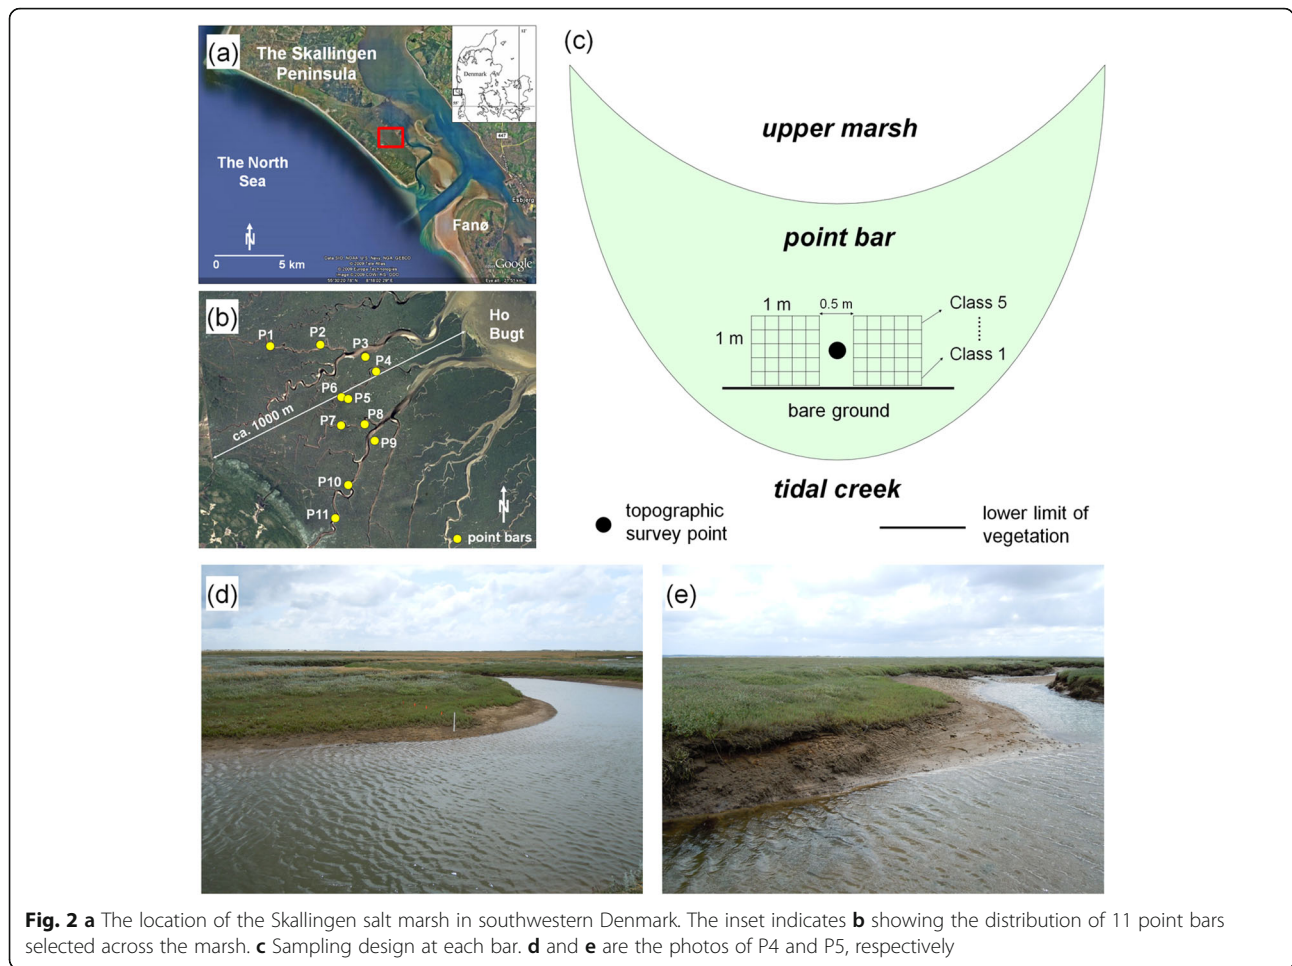 (a)
The Skallingen
Peninsula
Denmark
The North
Sea
N
0 5 km
Esbjerg
Fanø
Google
(b)
P1
P2
P3
P4
P6
P5
P7
P8
P9
P10
P11
Ho
Bugt
ca. 1000 m
N
point bars
(c)
upper marsh
point bar
1 m
0.5 m
1 m
Class 5
Class 1
bare ground
tidal creek
topographic
survey point
lower limit of
vegetation
(d)
(e)
Fig. 2 a The location of the Skallingen salt marsh in southwestern Denmark. The inset indicates b showing the distribution of 11 point bars
selected across the marsh. c Sampling design at each bar. d and e are the photos of P4 and P5, respectively